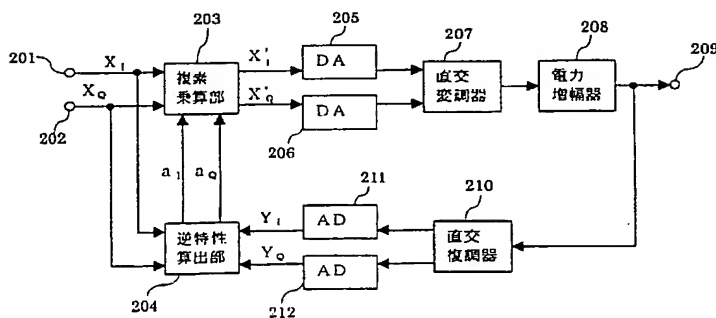 201
X_I
203
複素
乗算部
X'_I
205
DA
207
直交
変調器
208
電力
増幅器
209
X_Q
202
X'_Q
DA
206
a_I
a_Q
逆特性
算出部
204
Y_I
211
AD
Y_Q
AD
212
210
直交
復調器